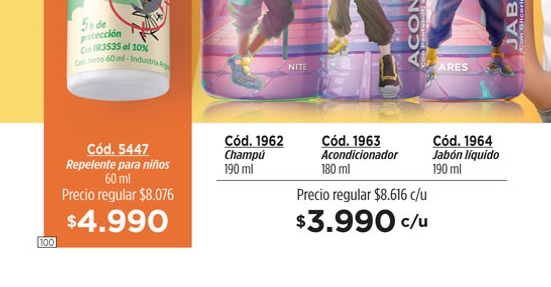 5 h de
protección
Con IR3535 al 10%
Cont. Neto 60 ml - Industria
NITE
ACON
ARES
JAB
Cód. 5447
Repelente para niños
60 ml
Precio regular $8.076
$4.990
Cód. 1962
Champú
190 ml
Cód. 1963
Acondicionador
180 ml
Cód. 1964
Jabón líquido
190 ml
Precio regular $8.616 c/u
$3.990 c/u
100